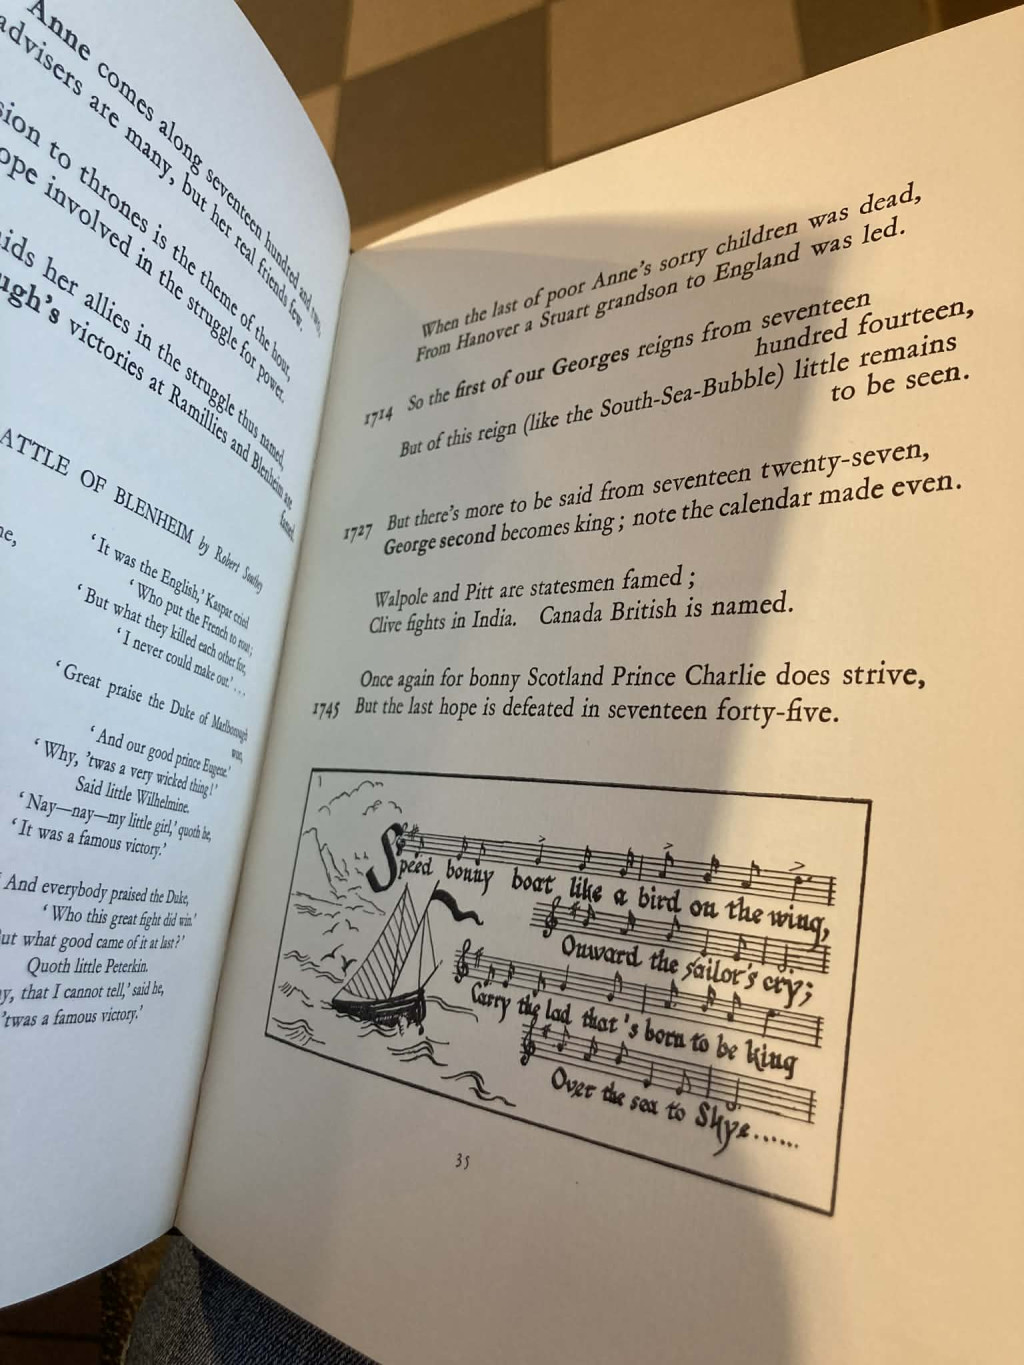 Anne comes along seventeen hundred and two,
advisers are many, but her real friends few.
sion to thrones is the theme of the hour,
ope involved in the struggle for power.
ids her allies in the struggle thus named,
ugh's victories at Ramillies and Blenheim are
famed.
ATTLE OF BLENHEIM by Robert Southey
ne,
‘It was the English,’ Kaspar cried
‘Who put the French to rout;
‘But what they killed each other for,
‘I never could make out.’ . . .
‘Great praise the Duke of Marlborough
won,
‘And our good prince Eugene.’
‘Why, ’twas a very wicked thing!’
Said little Wilhelmine.
‘Nay—nay—my little girl,’ quoth he,
‘It was a famous victory.’
‘And everybody praised the Duke,
‘Who this great fight did win.’
ut what good came of it at last?’
Quoth little Peterkin.
y, that I cannot tell,’ said he,
’twas a famous victory.’
When the last of poor Anne's sorry children was dead,
From Hanover a Stuart grandson to England was led.
1714 So the first of our Georges reigns from seventeen
hundred fourteen,
But of this reign (like the South-Sea-Bubble) little remains
to be seen.
1727 But there's more to be said from seventeen twenty-seven,
George second becomes king; note the calendar made even.
Walpole and Pitt are statesmen famed;
Clive fights in India. Canada British is named.
Once again for bonny Scotland Prince Charlie does strive,
1745 But the last hope is defeated in seventeen forty-five.
Speed bonny boat like a bird on the wing,
Onward the sailor's cry;
Carry the lad that's born to be king
Over the sea to Skye......
35